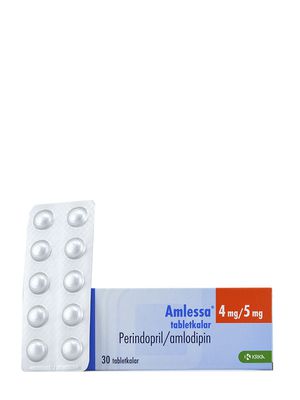 Amlessa® 4 mg/5 mg
tabletkalar
Perindopril/amlodipin
30 tabletkalar
KRKA